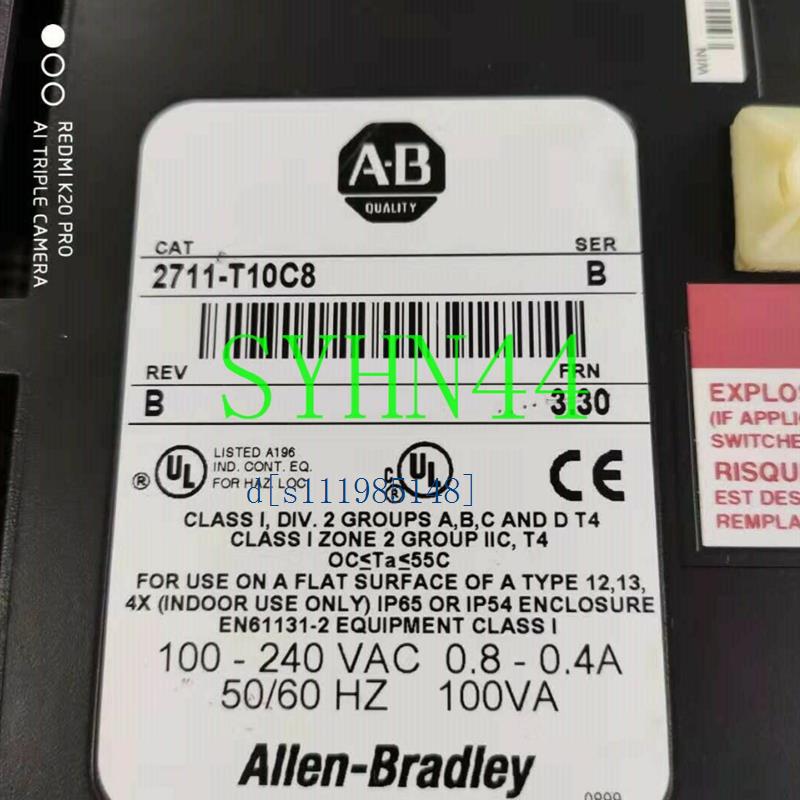 REDMI K20 PRO
AI TRIPLE CAMERA
NIM
A-B
QUALITY
CAT
SER
2711-T10C8
B
SYHN44
REV
FRN
B
3.30
LISTED A196
IND. CONT. EQ.
FOR HAZ. LOC.
UL
UL
C
R
CE
d[s111985148]
CLASS I, DIV. 2 GROUPS A,B,C AND D T4
CLASS I ZONE 2 GROUP IIC, T4
OC≤Ta≤55C
FOR USE ON A FLAT SURFACE OF A TYPE 12,13,
4X (INDOOR USE ONLY) IP65 OR IP54 ENCLOSURE
EN61131-2 EQUIPMENT CLASS I
100 - 240 VAC 0.8 - 0.4A
50/60 HZ 100VA
Allen-Bradley
EXPLOS
(IF APPLI
SWITCHE
RISQU
EST DES
REMPLA